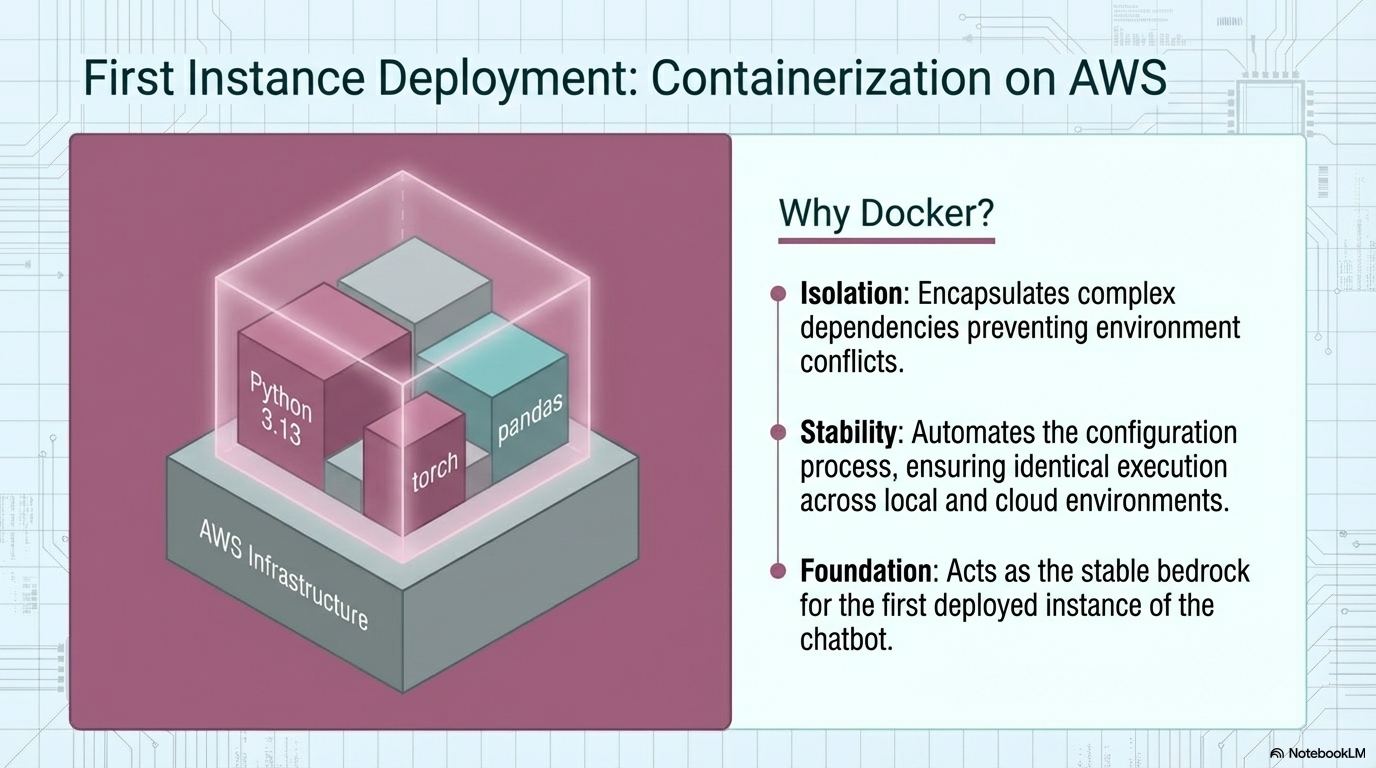 First Instance Deployment: Containerization on AWS
Python
3.13
torch
pandas
AWS Infrastructure
Why Docker?
Isolation: Encapsulates complex
dependencies preventing environment
conflicts.
Stability: Automates the configuration
process, ensuring identical execution
across local and cloud environments.
Foundation: Acts as the stable bedrock
for the first deployed instance of the
chatbot.
NotebookLM